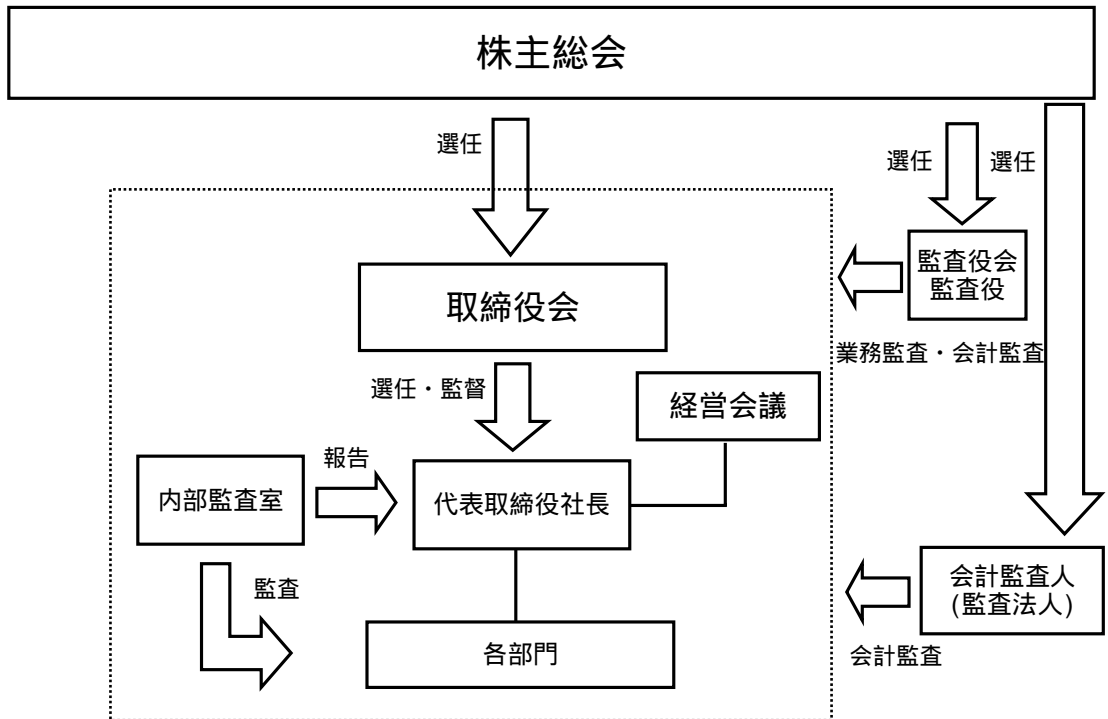 株主総会
選任
選任
選任
監査役会
監査役
取締役会
業務監査・会計監査
選任・監督
経営会議
報告
内部監査室
代表取締役社長
会計監査人
(監査法人)
監査
各部門
会計監査